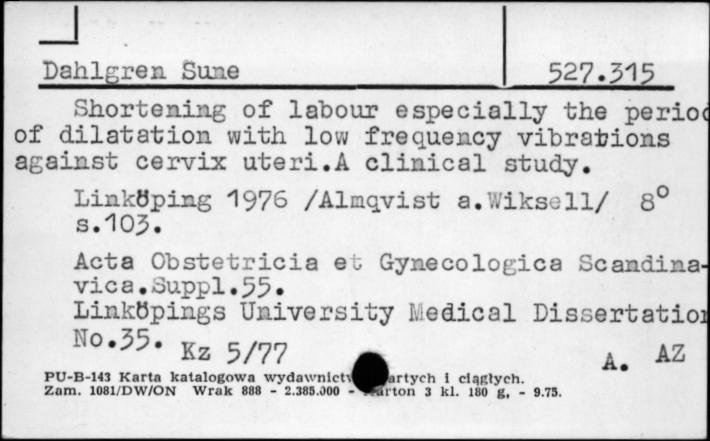 Dahlgren Sune 527.315
Shortening of labour especially the period
of dilatation with low frequency vibrations
against cervix uteri.A clinical study.
Linköping 1976 /Almqvist a.Wiksell/ 8°
s.103.
Acta Obstetricia et Gynecologica Scandina-
vica.Suppl.55.
Linköpings University Medical Dissertation
No.35. Kz 5/77
A. AZ
PU-B-143 Karta katalogowa wydawnictw artych i ciągłych.
Zam. 1081/DW/ON Wrak 888 - 2.385.000 - Karton 3 kl. 180 g, - 9.75.